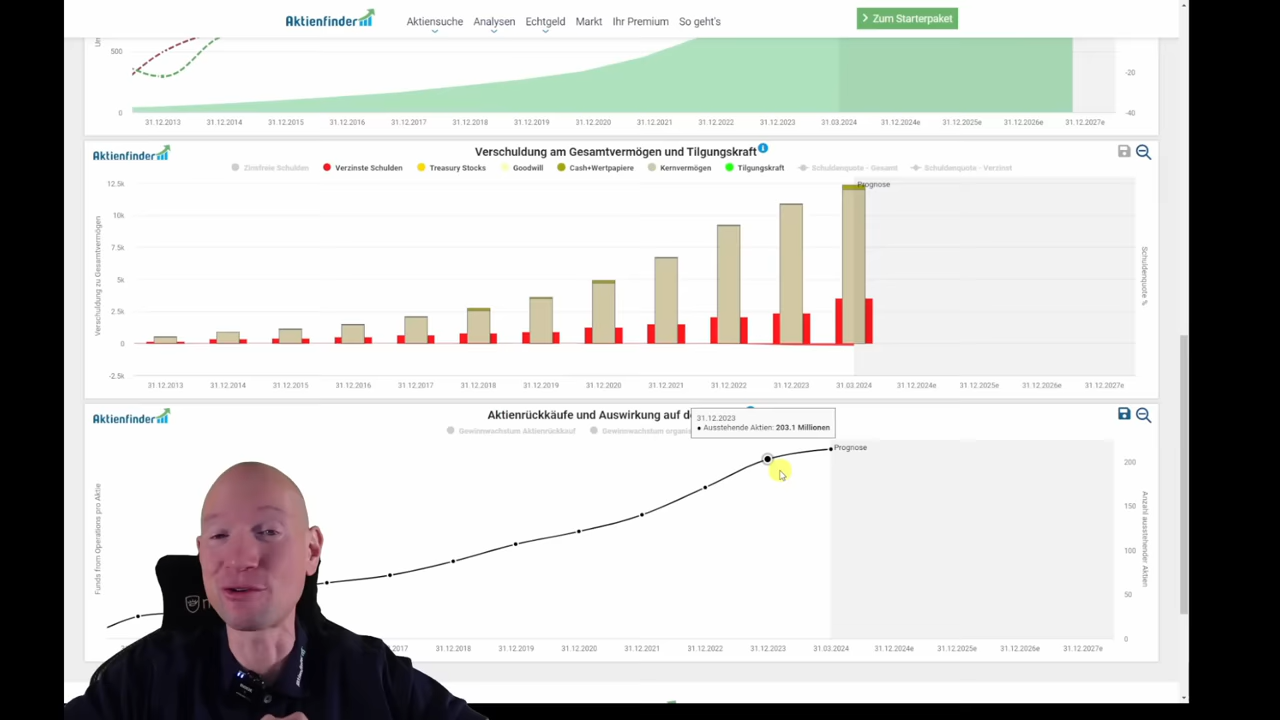 Aktienfinder
Aktiensuche Analysen Echtgeld Markt Ihr Premium So geht's
Zum Starterpaket
500
0
-20
-40
31.12.2013 31.12.2014 31.12.2015 31.12.2016 31.12.2017 31.12.2018 31.12.2019 31.12.2020 31.12.2021 31.12.2022 31.12.2023 31.03.2024 31.12.2024e 31.12.2025e 31.12.2026e 31.12.2027e
Aktienfinder
Verschuldung am Gesamtvermögen und Tilgungskraft
Zinsfreie Schulden Verzinste Schulden Treasury Stocks Goodwill Cash+Wertpapiere Kernvermögen Tilgungskraft Schuldenquote - Gesamt Schuldenquote - Verzinst
Verschuldung zu Gesamtvermögen
12.5k
10k
7.5k
5k
2.5k
0
-2.5k
Prognose
Schuldenquote %
31.12.2013 31.12.2014 31.12.2015 31.12.2016 31.12.2017 31.12.2018 31.12.2019 31.12.2020 31.12.2021 31.12.2022 31.12.2023 31.03.2024 31.12.2024e 31.12.2025e 31.12.2026e 31.12.2027e
Aktienfinder
Aktienrückkäufe und Auswirkung auf de
Gewinnwachstum Aktienrückkauf Gewinnwachstum organi
31.12.2023
Ausstehende Aktien: 203.1 Millionen
Prognose
Funds from Operations pro Aktie
200
150
100
50
0
Anzahl ausstehender Aktien
2017 31.12.2018 31.12.2019 31.12.2020 31.12.2021 31.12.2022 31.12.2023 31.03.2024 31.12.2024e 31.12.2025e 31.12.2026e 31.12.2027e